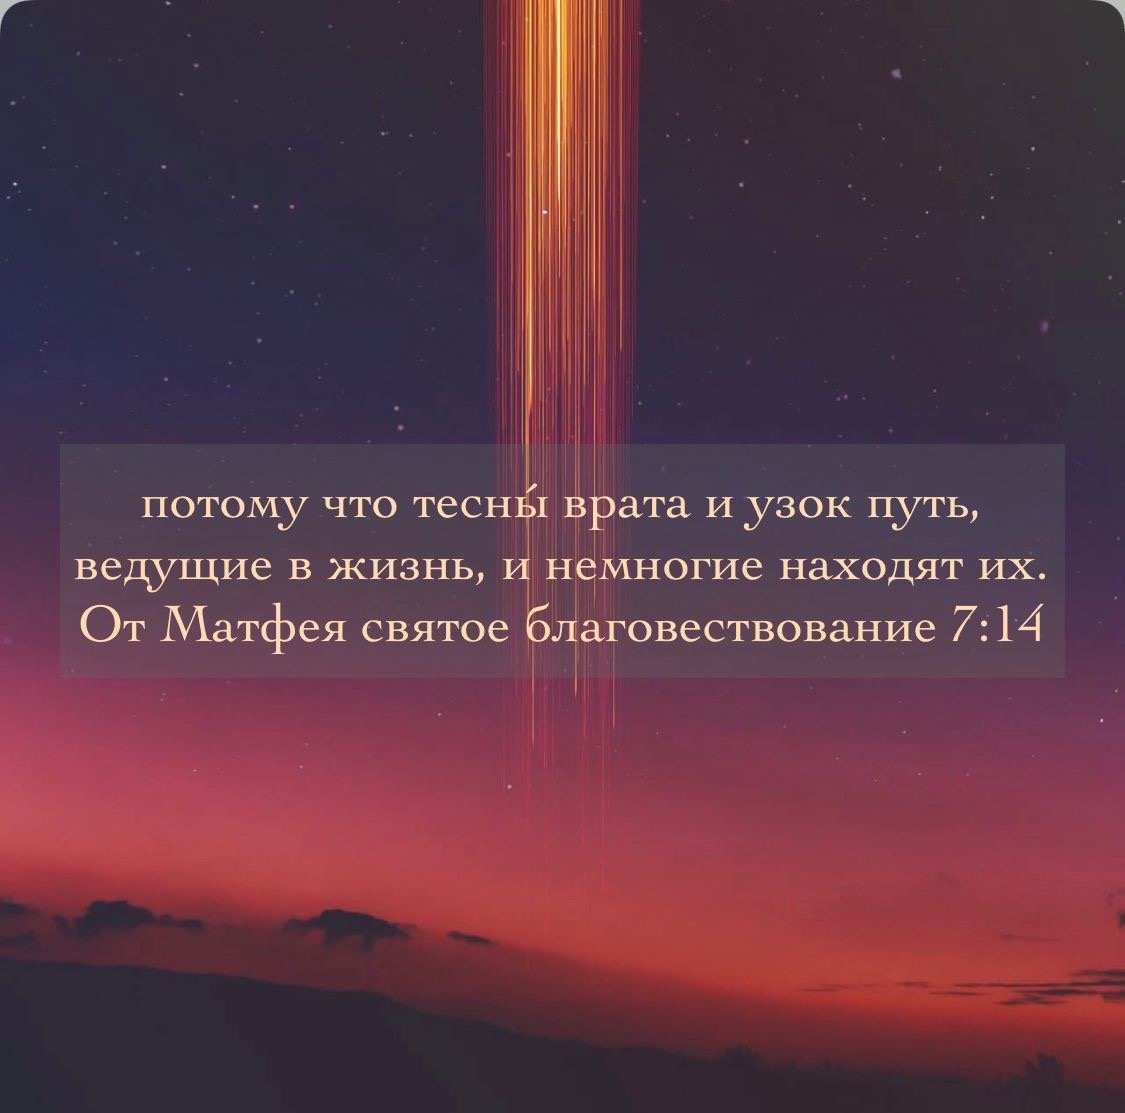 потому что тесны́ врата и узок путь,
ведущие в жизнь, и немногие находят их.
От Матфея святое благовествование 7:14